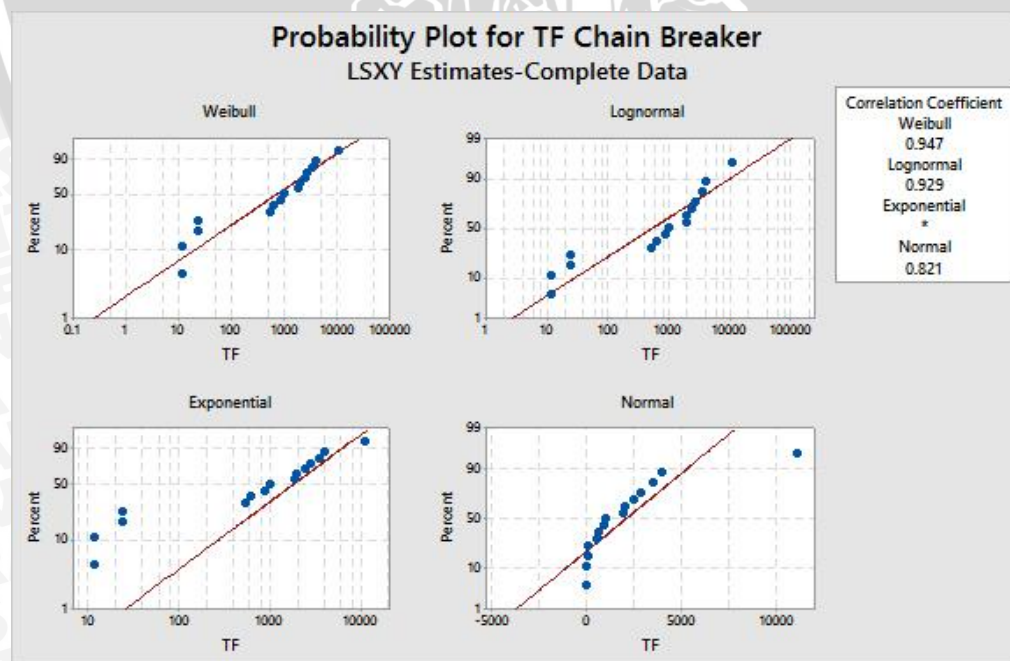 Probability Plot for TF Chain Breaker
LSXY Estimates-Complete Data
Weibull
Lognormal
Correlation Coefficient
Weibull
0.947
Lognormal
0.929
Exponential
*
Normal
0.821
90
50
10
1
Percent
0.1 1 10 100 1000 10000 100000
TF
99
90
50
10
1
Percent
1 10 100 1000 10000 100000
TF
Exponential
Normal
90
50
10
1
Percent
10 100 1000 10000
TF
99
90
50
10
1
Percent
-5000 0 5000 10000
TF